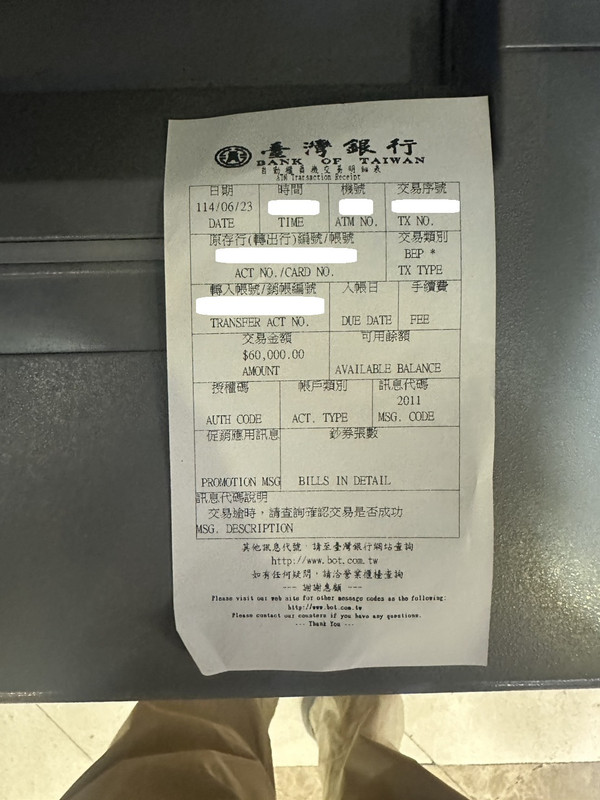 臺灣銀行
BANK OF TAIWAN
自動櫃員機交易明細表
ATM Transaction Receipt
日期 時間 機號 交易序號
114/06/23
DATE TIME ATM NO. TX NO.
原存行(轉出行)編號/帳號 交易類別
BEP *
ACT NO./CARD NO. TX TYPE
轉入帳號/銷帳編號 入帳日 手續費
TRANSFER ACT NO. DUE DATE FEE
交易金額 可用餘額
$60,000.00
AMOUNT AVAILABLE BALANCE
授權碼 帳戶類別 訊息代碼
2011
AUTH CODE ACT. TYPE MSG. CODE
促銷應用訊息 鈔券張數
PROMOTION MSG BILLS IN DETAIL
訊息代碼說明
交易逾時，請查詢確認交易是否成功
MSG. DESCRIPTION
其他訊息代號，請至臺灣銀行網站查詢
http://www.bot.com.tw
如有任何疑問，請洽營業櫃檯查詢
--- 謝謝惠顧 ---
Please visit our web site for other message codes as the following:
http://www.bot.com.tw
Please contact our counters if you have any questions.
--- Thank You ---